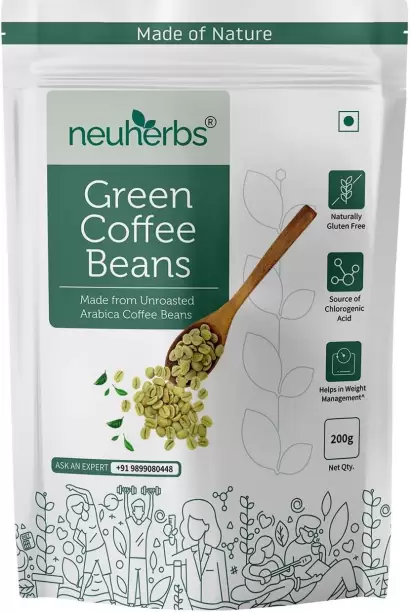 Made of Nature
neuherbs®
Green
Coffee
Beans
Made from Unroasted
Arabica Coffee Beans
Naturally
Gluten Free
Source of
Chlorogenic
Acid
Helps in Weight
Management^
200g
Net Qty.
ASK AN EXPERT +91 9899080448